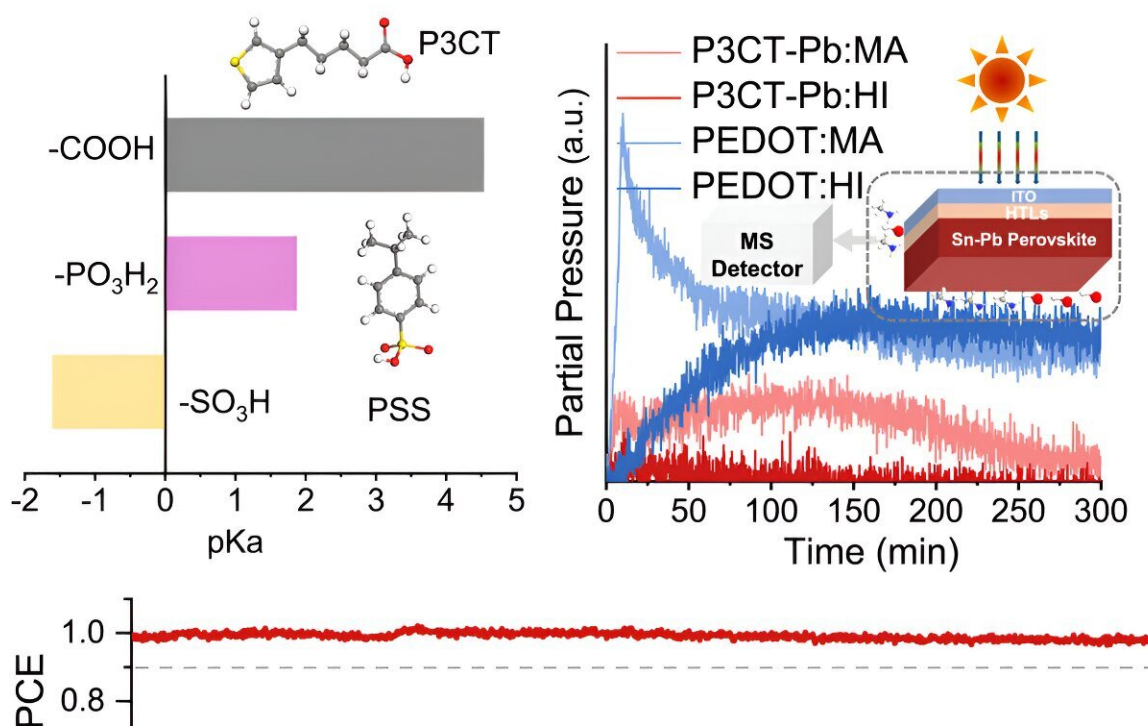 P3CT
-COOH
-PO₃H₂
-SO₃H
PSS
-2 -1 0 1 2 3 4 5
pKa
P3CT-Pb:MA
P3CT-Pb:HI
PEDOT:MA
PEDOT:HI
ITO
HTLs
Sn-Pb Perovskite
MS
Detector
Partial Pressure (a.u.)
0 50 100 150 200 250 300
Time (min)
PCE
1.0
0.8